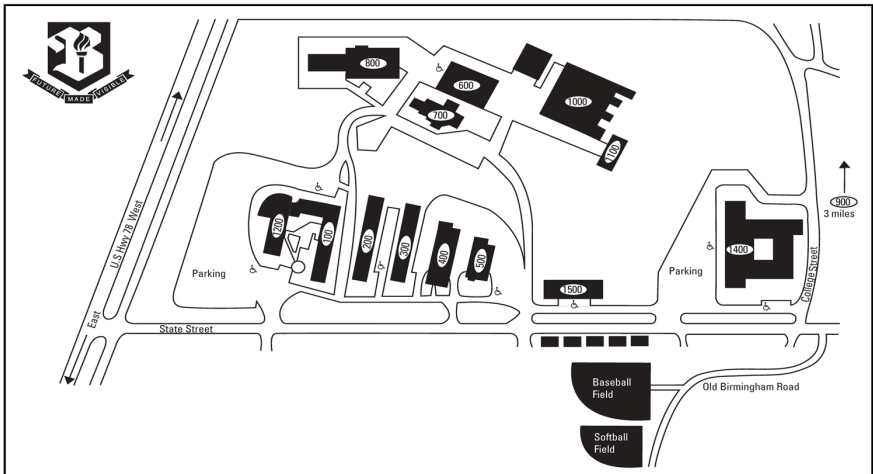 B
FUTURE
MADE
VISIBLE
800
600
700
1000
1100
900
3 miles
1200
100
200
300
400
500
1400
1500
U.S Hwy 78 West
East
Parking
Parking
College Street
State Street
Baseball
Field
Old Birmingham Road
Softball
Field